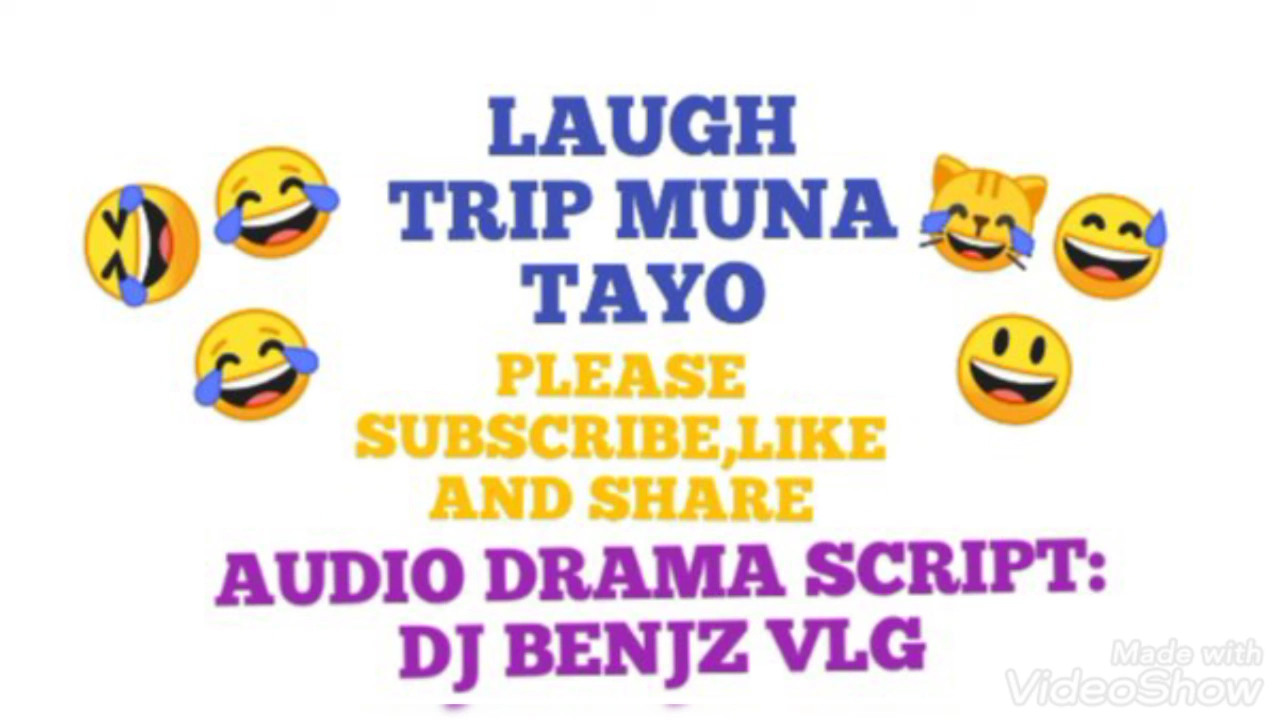 LAUGH
TRIP MUNA
TAYO
PLEASE
SUBSCRIBE,LIKE
AND SHARE
AUDIO DRAMA SCRIPT:
DJ BENJZ VLG
Made with
VideoShow